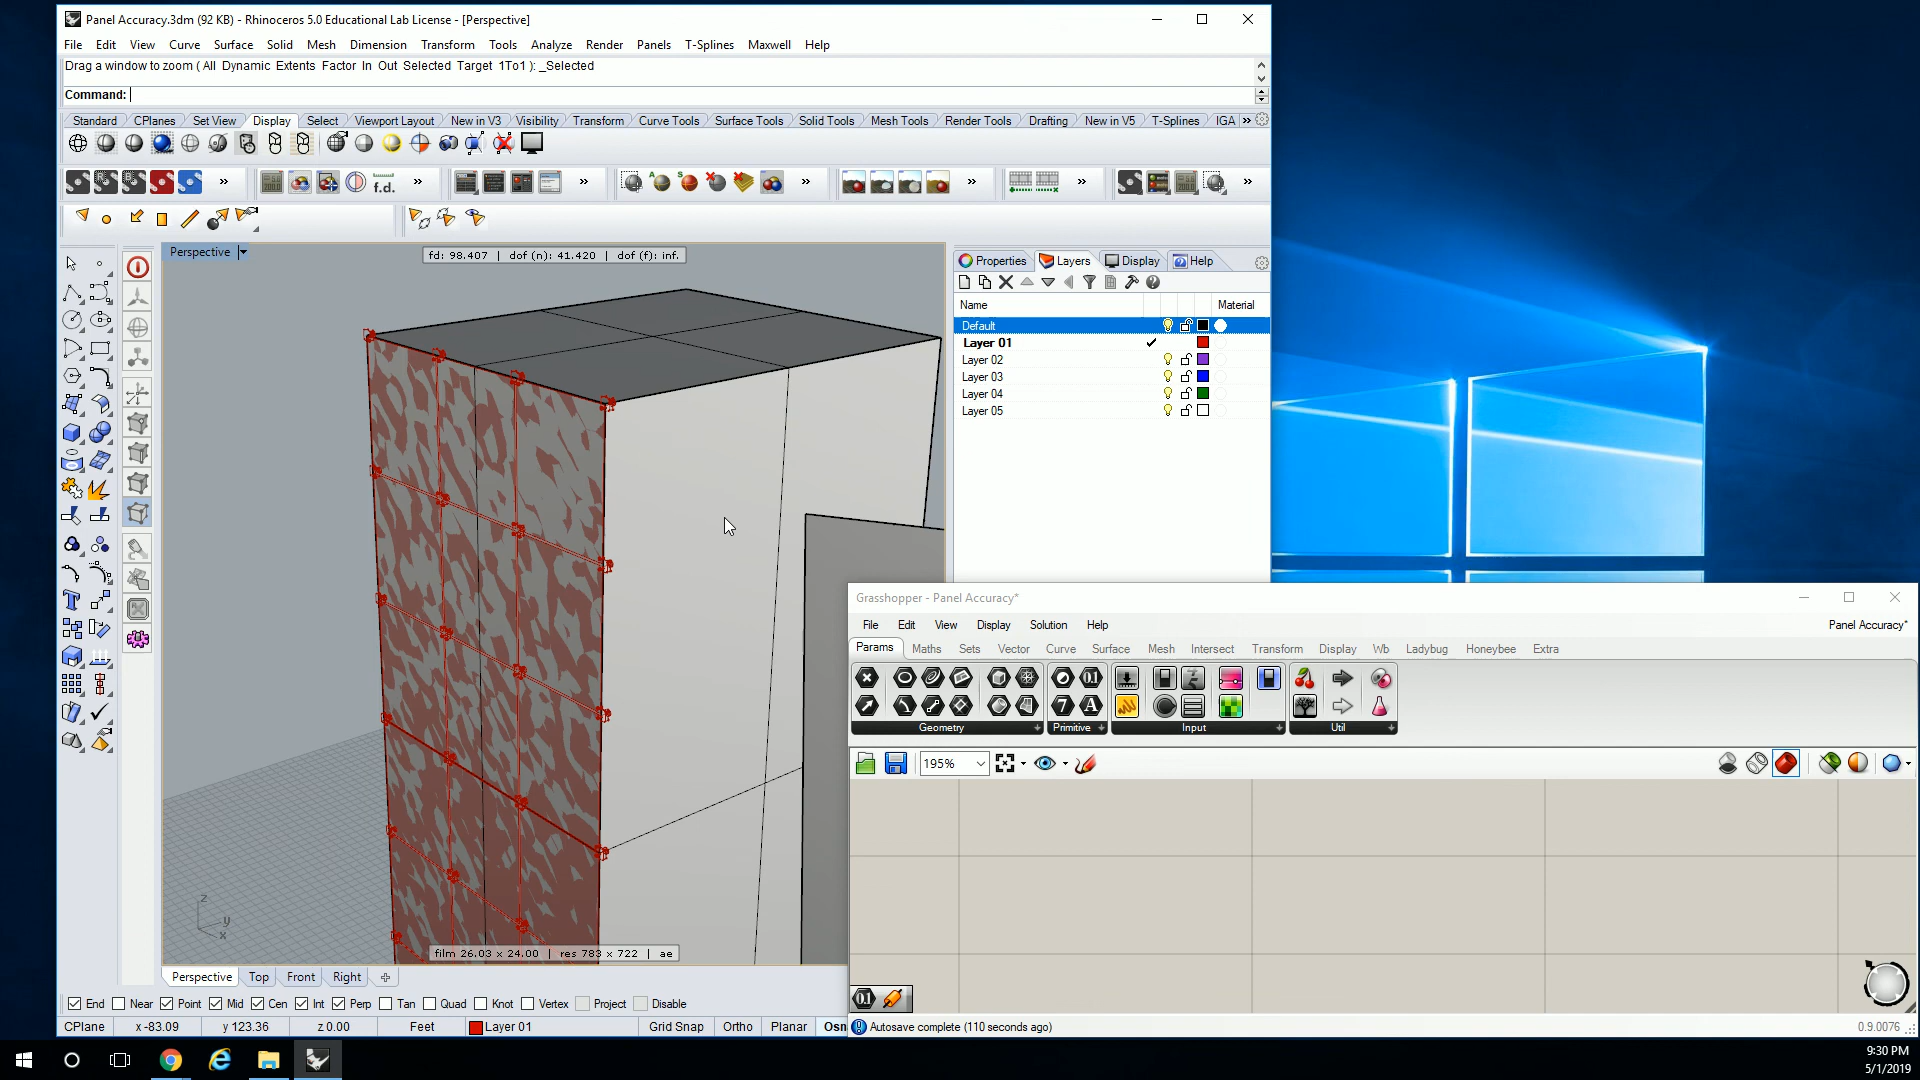 Panel Accuracy.3dm (92 KB) - Rhinoceros 5.0 Educational Lab License - [Perspective]
File Edit View Curve Surface Solid Mesh Dimension Transform Tools Analyze Render Panels T-Splines Maxwell Help
Drag a window to zoom ( All Dynamic Extents Factor In Out Selected Target 1To1 ): _Selected
Command:
Standard CPlanes Set View Display Select Viewport Layout New in V3 Visibility Transform Curve Tools Surface Tools Solid Tools Mesh Tools Render Tools Drafting New in V5 T-Splines IGA »
f.d.
Perspective
fd: 98.407 | dof (n): 41.420 | dof (f): inf.
Properties Layers Display Help
Name Material
Default
Layer 01
Layer 02
Layer 03
Layer 04
Layer 05
z
y
x
film 26.03 x 24.00 | res 783 x 722 | ae
Perspective Top Front Right
End Near Point Mid Cen Int Perp Tan Quad Knot Vertex Project Disable
CPlane x -83.09 y 123.36 z 0.00 Feet Layer 01 Grid Snap Ortho Planar Osn
Grasshopper - Panel Accuracy*
File Edit View Display Solution Help Panel Accuracy*
Params Maths Sets Vector Curve Surface Mesh Intersect Transform Display Wb Ladybug Honeybee Extra
Geometry Primitive Input Util
195%
Autosave complete (110 seconds ago)
0.9.0076
9:30 PM
5/1/2019